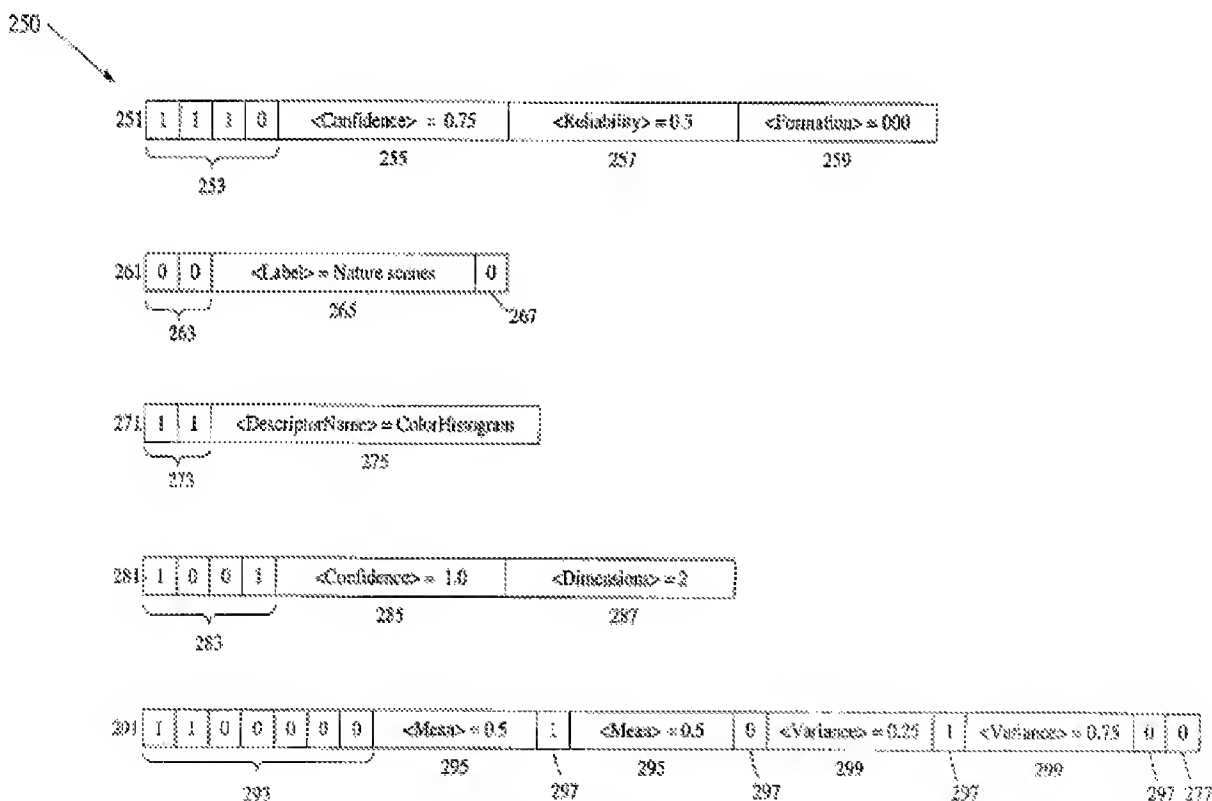 250
251 1 1 1 0 <Confidence> = 0.75 <Reliability> = 0.5 <Formation> = 000
253 255 257 259
261 0 0 <Label> = Nature scenes 0
263 265 267
271 1 1 <DescriptorName> = ColorHistogram
273 275
281 1 0 0 1 <Confidence> = 1.0 <Dimensions> = 2
283 285 287
291 1 1 0 0 0 0 0 <Mean> = 0.5 1 <Mean> = 0.5 0 <Variance> = 0.25 1 <Variance> = 0.75 0 0
293 295 297 295 297 299 297 299 297 277